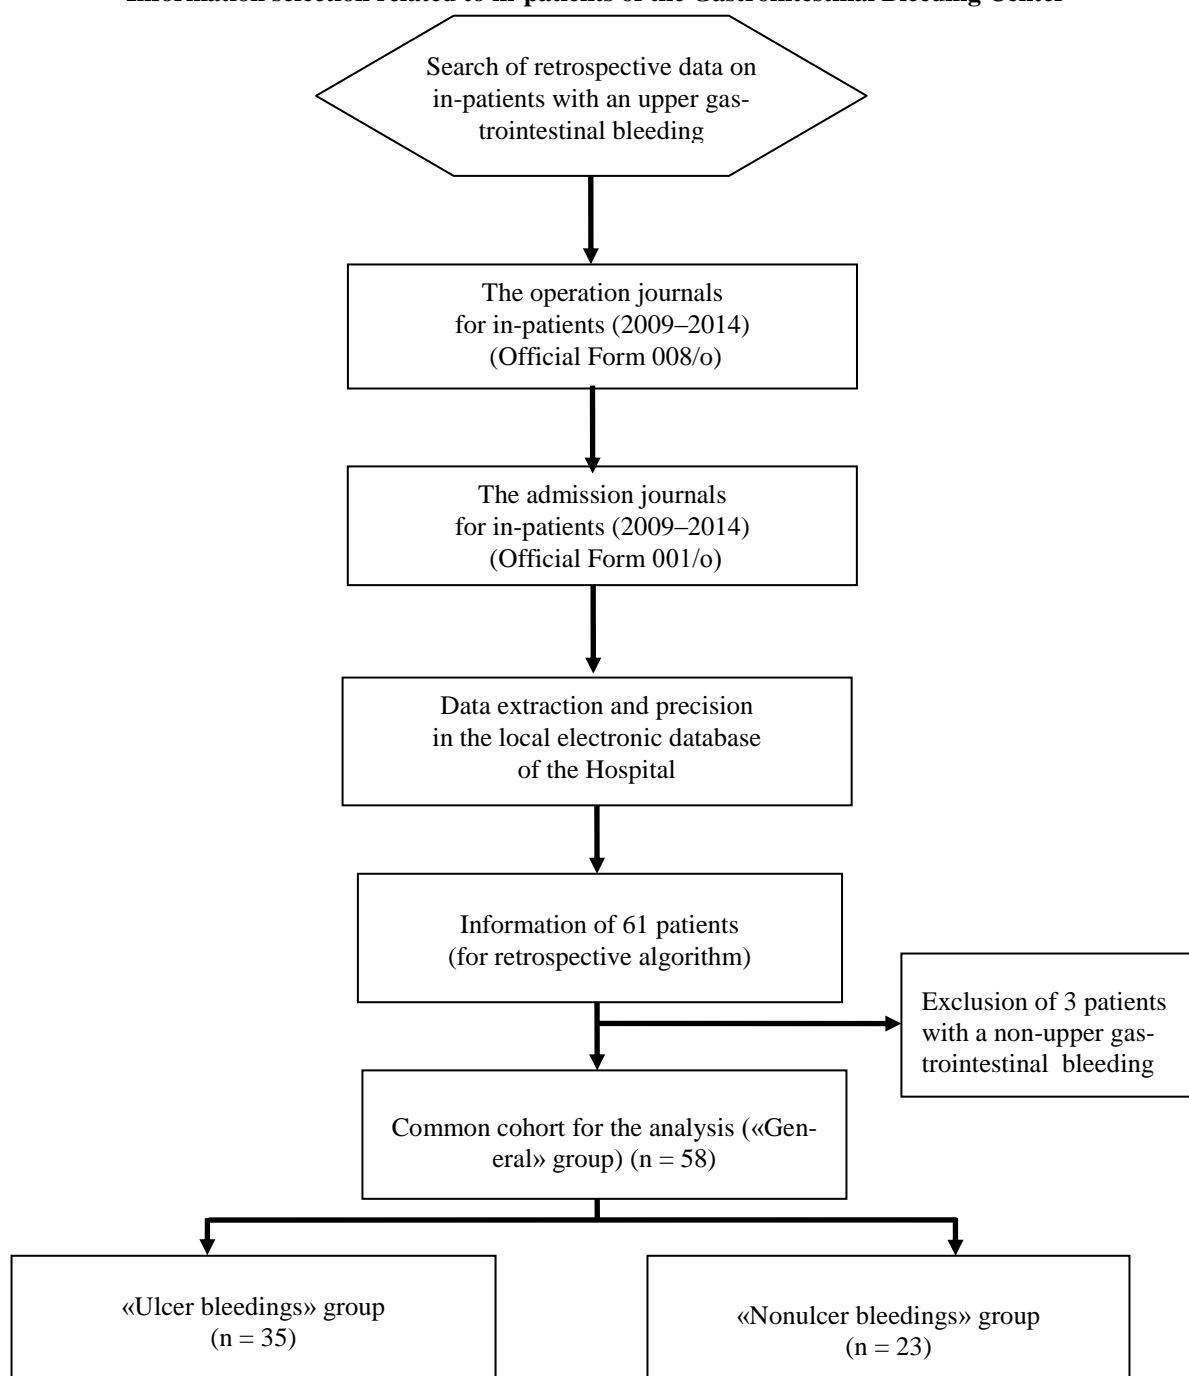 Information selection related to in-patients of the Gastrointestinal Bleeding Center
Search of retrospective data on
in-patients with an upper gas-
trointestinal bleeding
The operation journals
for in-patients (2009–2014)
(Official Form 008/o)
The admission journals
for in-patients (2009–2014)
(Official Form 001/o)
Data extraction and precision
in the local electronic database
of the Hospital
Information of 61 patients
(for retrospective algorithm)
Exclusion of 3 patients
with a non-upper gas-
trointestinal bleeding
Common cohort for the analysis («Gen-
eral» group) (n = 58)
«Ulcer bleedings» group
(n = 35)
«Nonulcer bleedings» group
(n = 23)